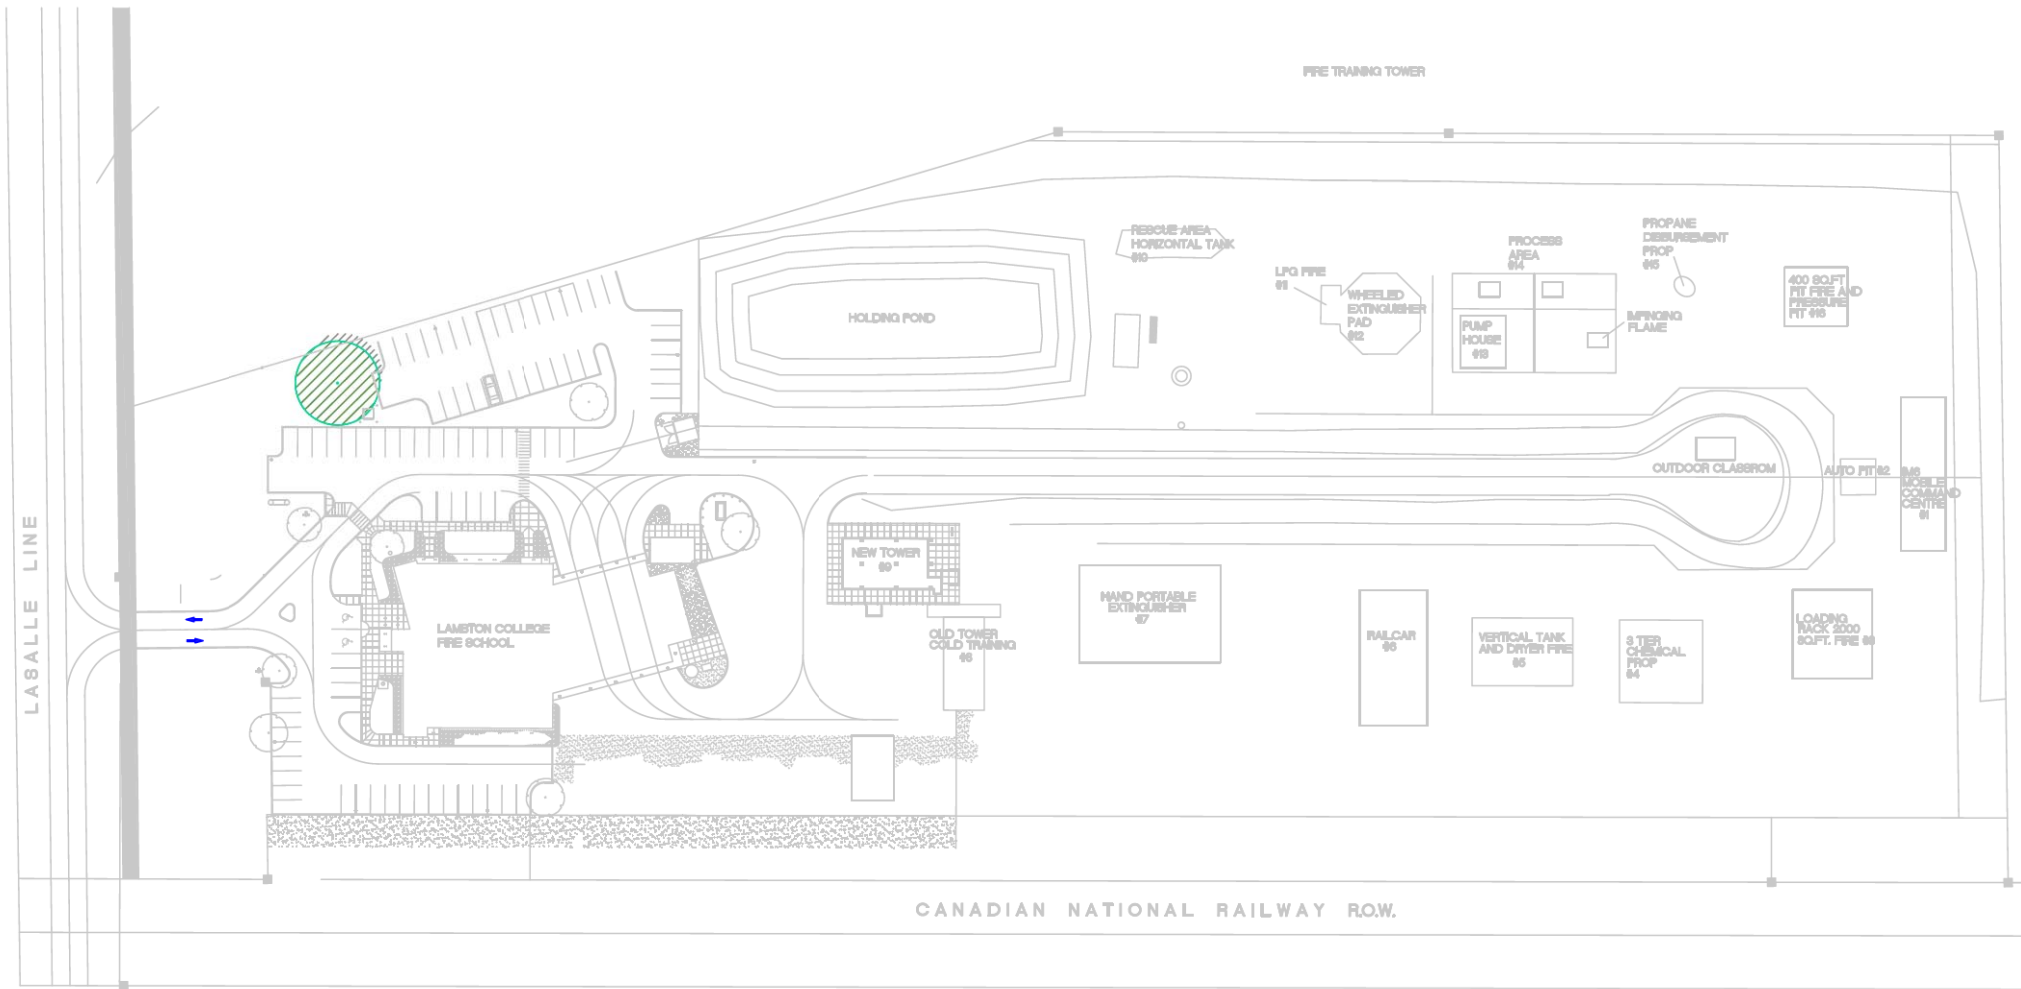 FIRE TRAINING TOWER
RESCUE AREA
HORIZONTAL TANK
#10
LPG FIRE
#11
WHEELED
EXTINGUISHER
PAD
#12
PROCESS
AREA
#14
PROPANE
DISBURSEMENT
PROP
#15
400 SQ.FT
PIT FIRE AND
PRESSURE
PIT #16
IMPINGING
FLAME
PUMP
HOUSE
#13
HOLDING POND
OUTDOOR CLASSROM
AUTO PIT #2
IMS
MOBILE
COMMAND
CENTRE
#1
NEW TOWER
#9
LAMBTON COLLEGE
FIRE SCHOOL
OLD TOWER
COLD TRAINING
#8
HAND PORTABLE
EXTINGUISHER
#7
RAILCAR
#6
VERTICAL TANK
AND DRYER FIRE
#5
3 TIER
CHEMICAL
PROP
#4
LOADING
RACK 2000
SQ.FT. FIRE #3
LASALLE LINE
CANADIAN NATIONAL RAILWAY R.O.W.